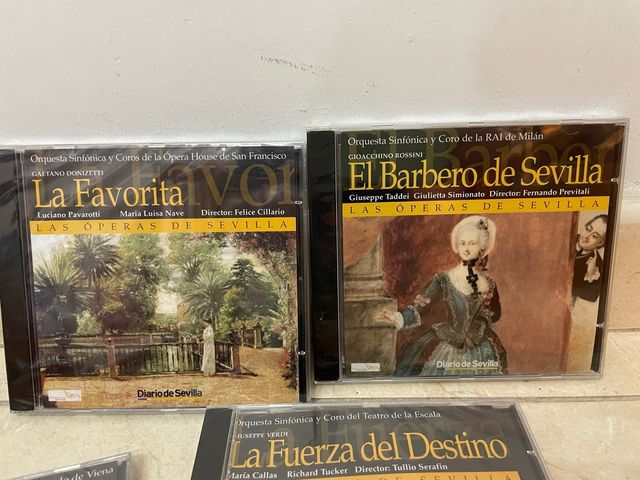 Orquesta Sinfónica y Coros de la Ópera House de San Francisco
GAETANO DONIZETTI
La Favorita
Luciano Pavarotti María Luisa Nave Director: Felice Cillario
LAS ÓPERAS DE SEVILLA
Diario de Sevilla
Orquesta Sinfónica y Coro de la RAI de Milán
GIOACCHINO ROSSINI
El Barbero de Sevilla
Giuseppe Taddei Giulietta Simionato Director: Fernando Previtali
LAS ÓPERAS DE SEVILLA
Diario de Sevilla
Orquesta Sinfónica y Coro del Teatro de la Escala
GIUSEPPE VERDI
La Fuerza del Destino
María Callas Richard Tucker Director: Tullio Serafin
DE SEVILLA
de Viena